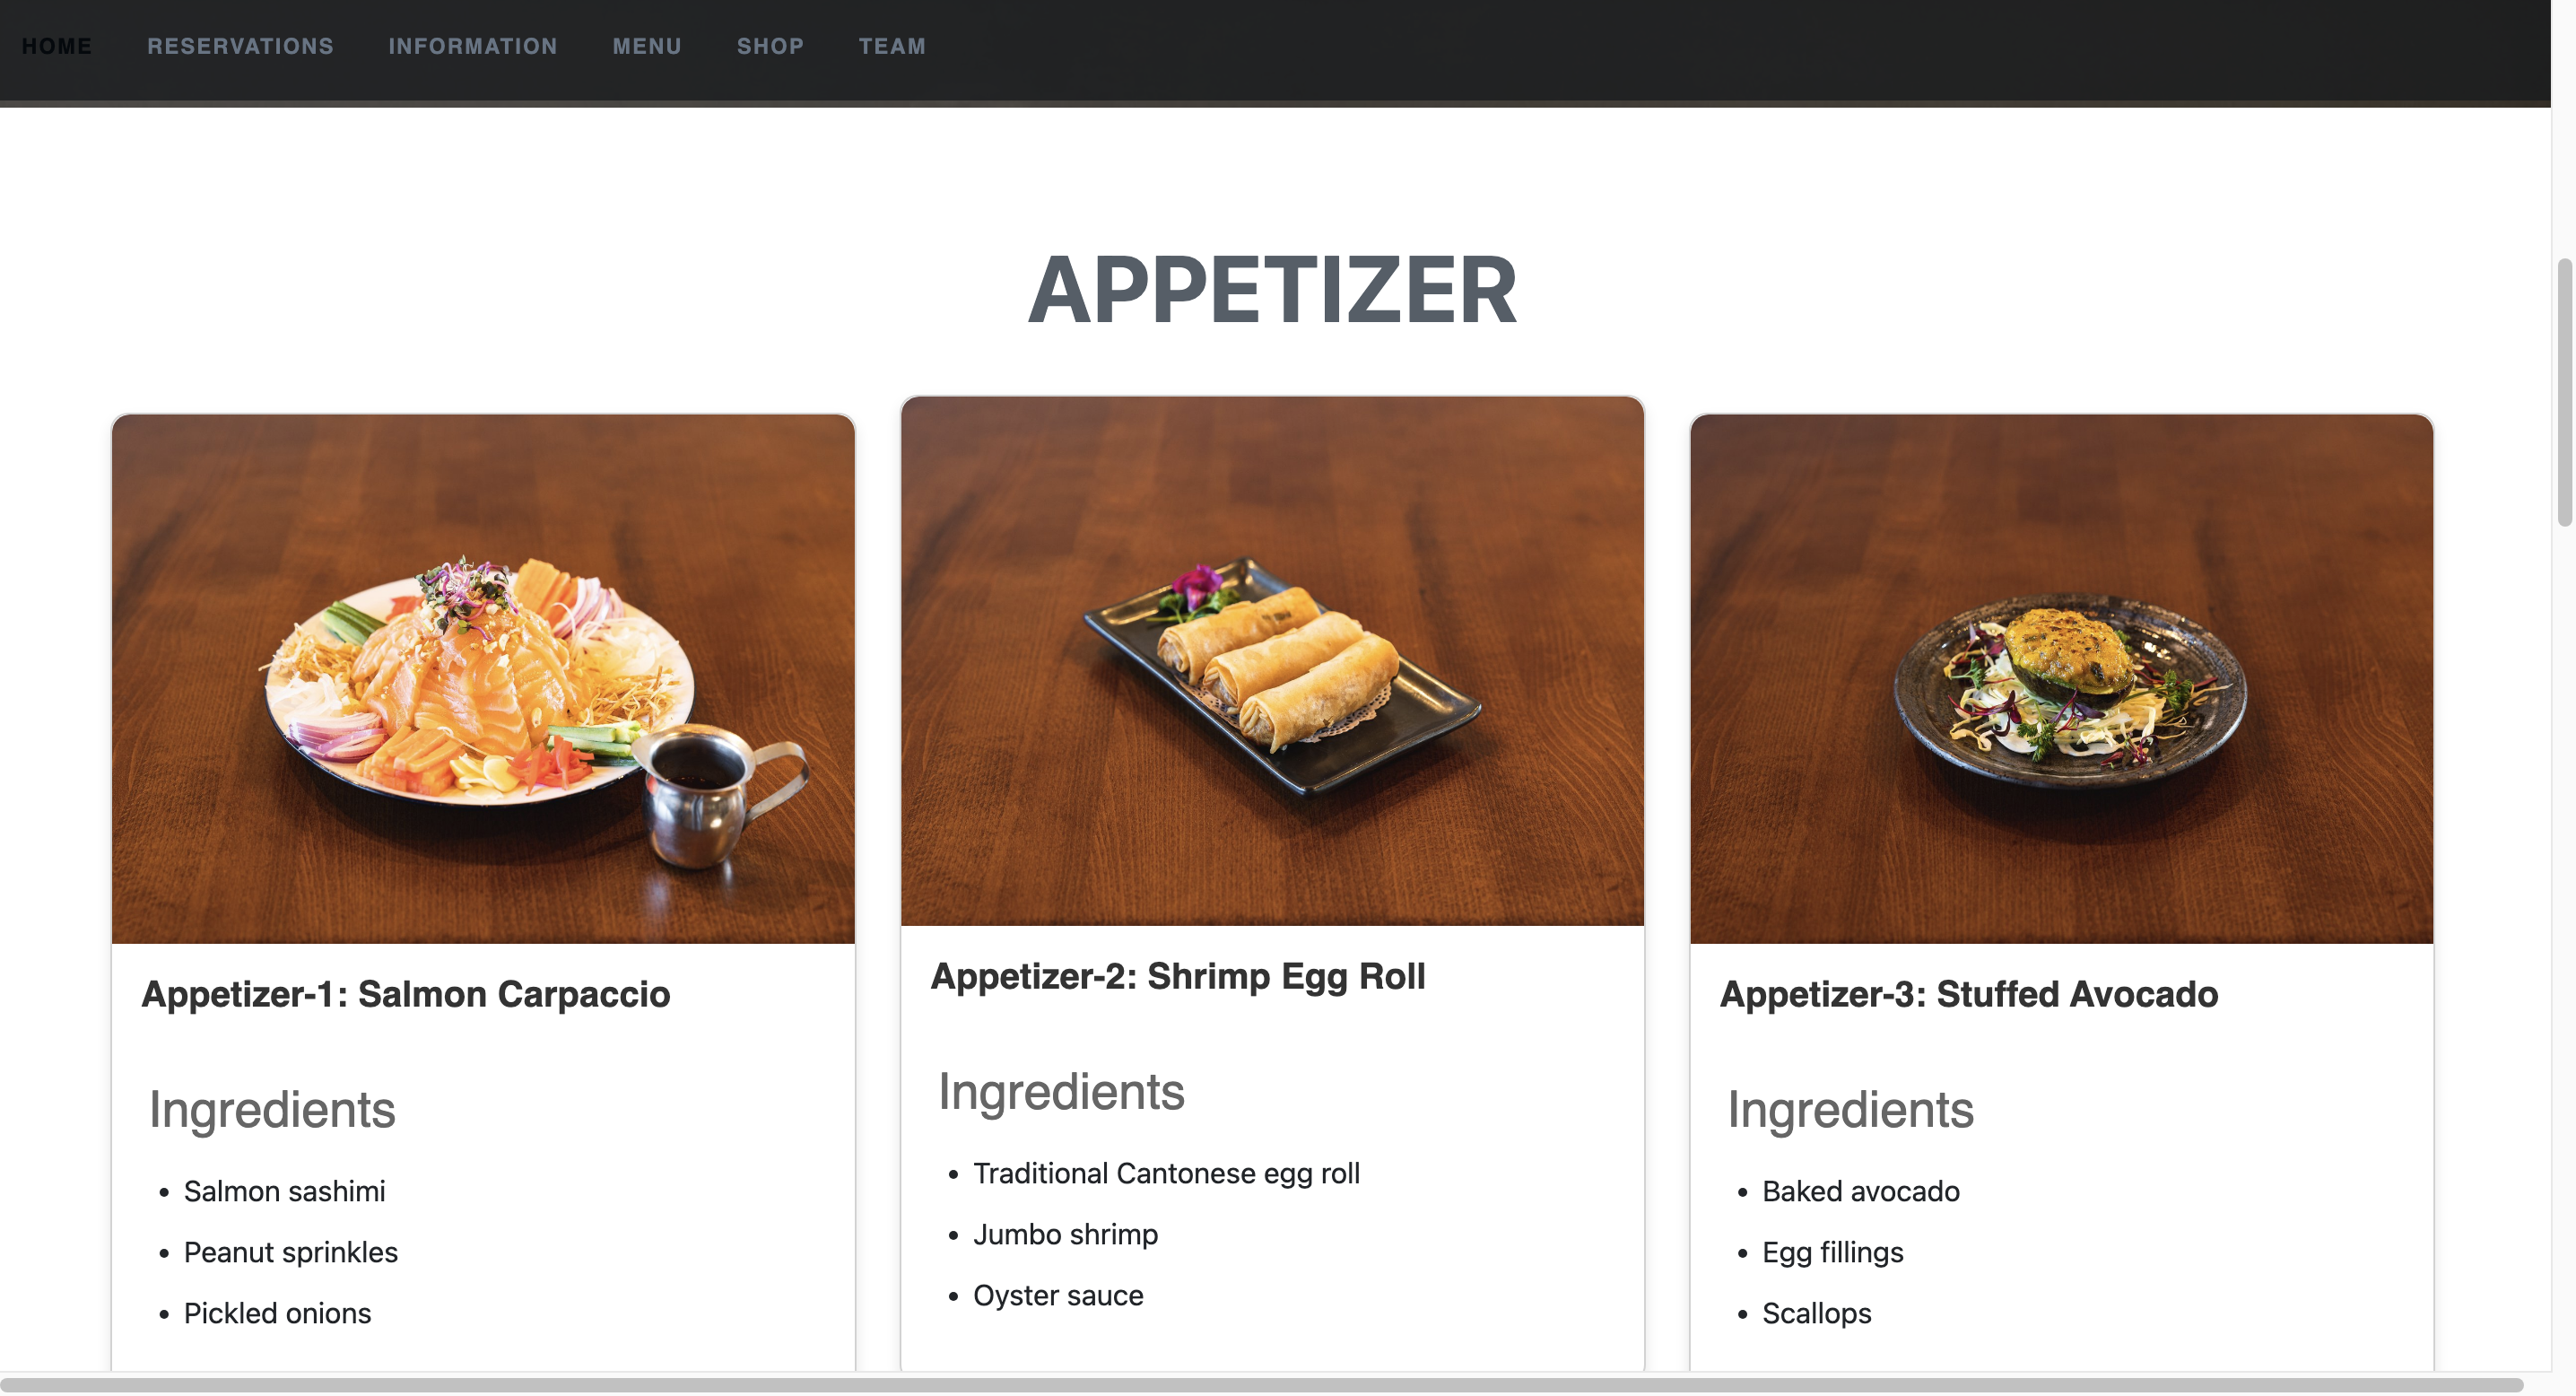 HOME RESERVATIONS INFORMATION MENU SHOP TEAM
APPETIZER
Appetizer-1: Salmon Carpaccio
Ingredients
• Salmon sashimi
• Peanut sprinkles
• Pickled onions
Appetizer-2: Shrimp Egg Roll
Ingredients
• Traditional Cantonese egg roll
• Jumbo shrimp
• Oyster sauce
Appetizer-3: Stuffed Avocado
Ingredients
• Baked avocado
• Egg fillings
• Scallops